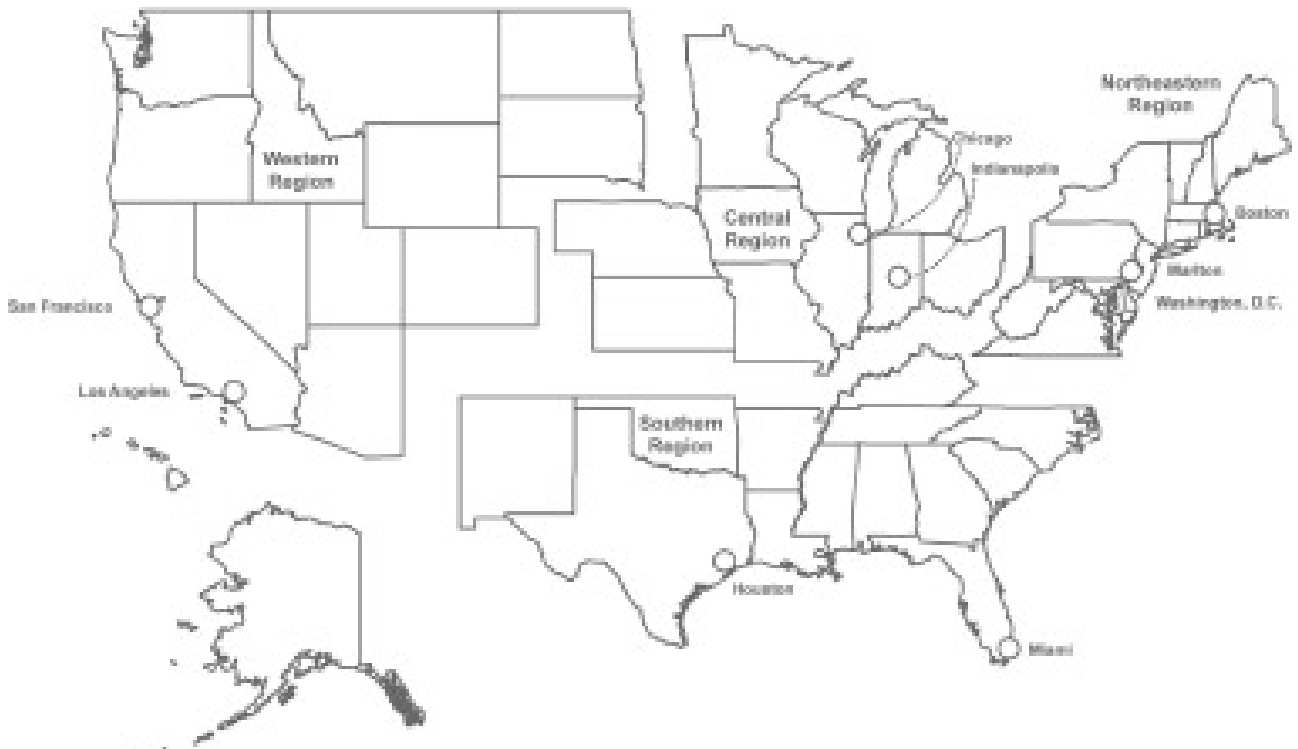 Northeastern
Region
Chicago
Western
Region
Indianapolis
Central
Region
Boston
Marlton
San Francisco
Washington, D.C.
Los Angeles
Southern
Region
Houston
Miami